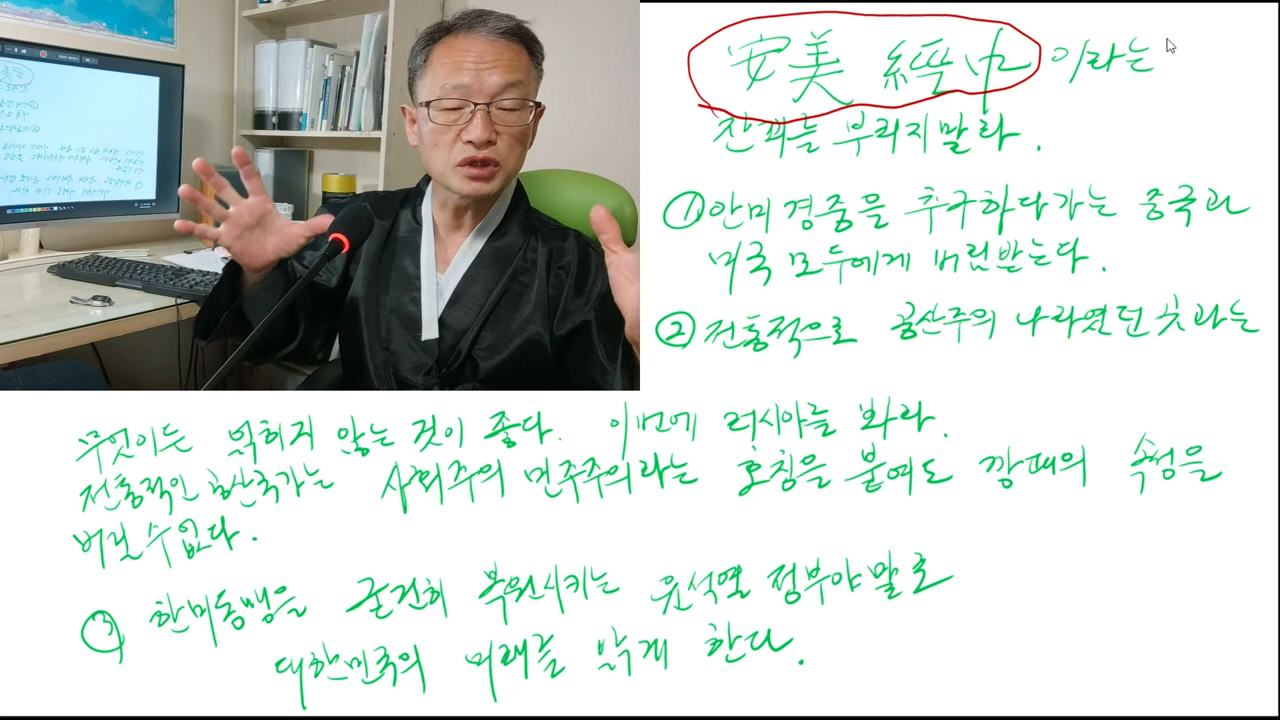 安美 經中 이라는
잔꾀를 부리지말라.
① 안미경중을 추구하다가는 중국과
미국 모두에게 버림받는다.
② 전통적으로 공산주의 나라였던 곳과는
무엇이든 얽히지 않는 것이 좋다. 이번에 러시아를 봐라.
전통적인 공산국가는 사회주의 민주주의라는 호칭을 붙여도 깡패의 속성을
버릴 수 없다.
③ 한미동맹을 굳건히 복원시키는 윤석열 정부야말로
대한민국의 미래를 밝게 한다.